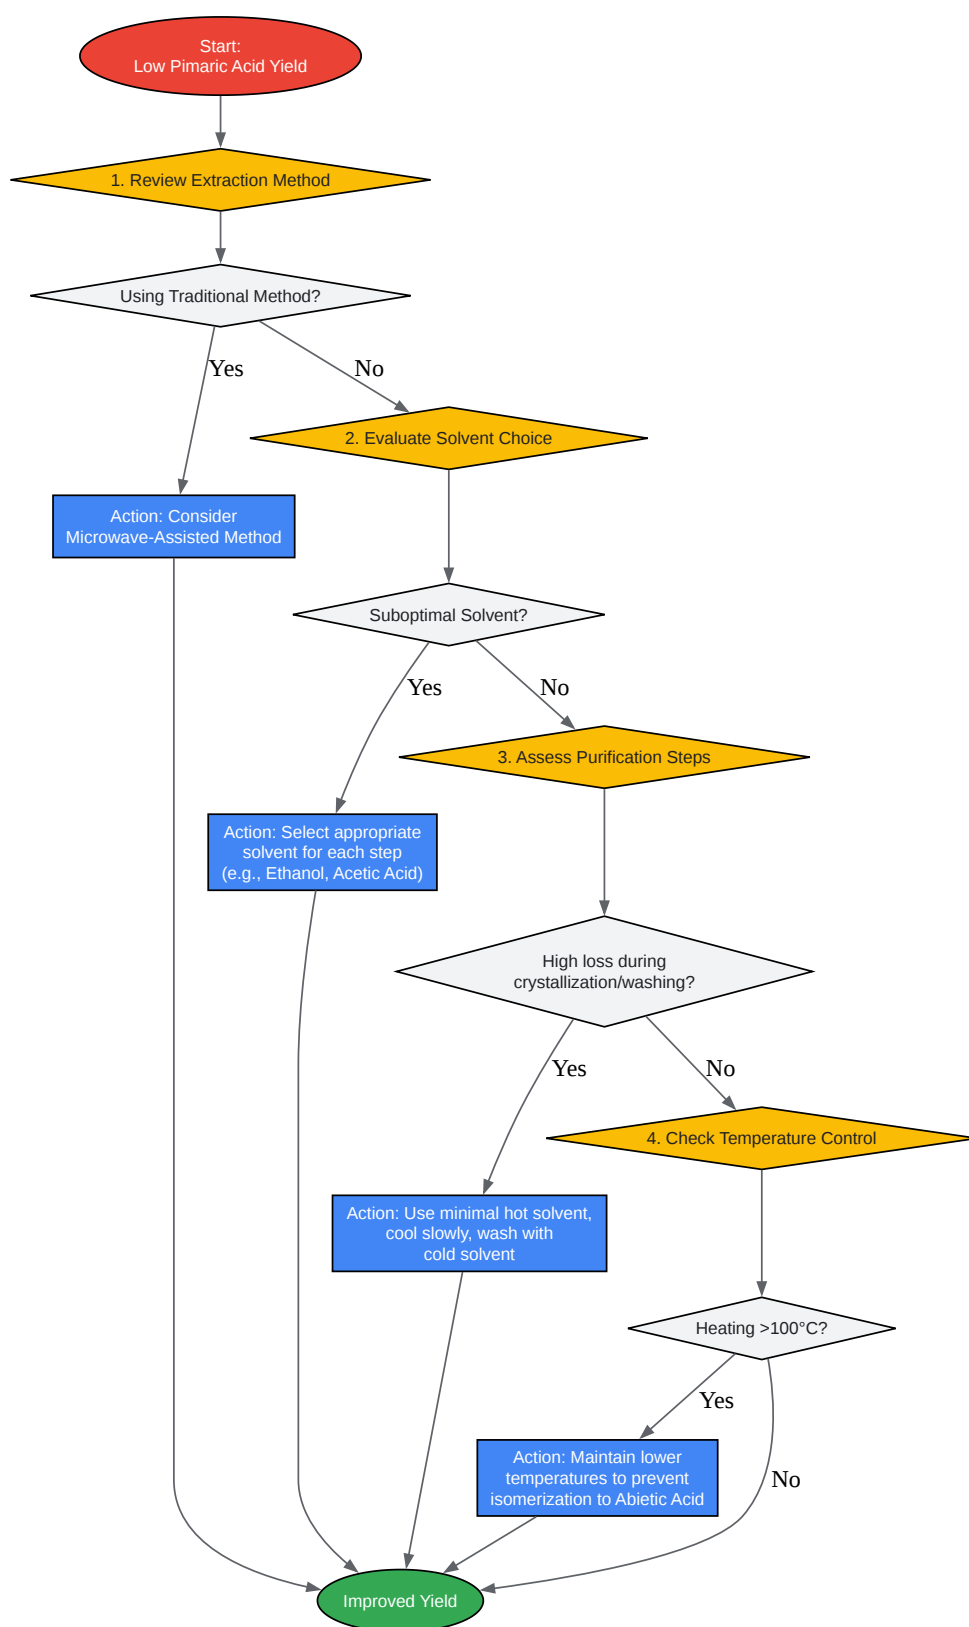 Start:
Low Pimaric Acid Yield
1. Review Extraction Method
Using Traditional Method?
Yes
No
2. Evaluate Solvent Choice
Action: Consider
Microwave-Assisted Method
Suboptimal Solvent?
Yes
No
3. Assess Purification Steps
Action: Select appropriate
solvent for each step
(e.g., Ethanol, Acetic Acid)
High loss during
crystallization/washing?
Yes
No
4. Check Temperature Control
Action: Use minimal hot solvent,
cool slowly, wash with
cold solvent
Heating >100°C?
Yes
No
Action: Maintain lower
temperatures to prevent
isomerization to Abietic Acid
Improved Yield